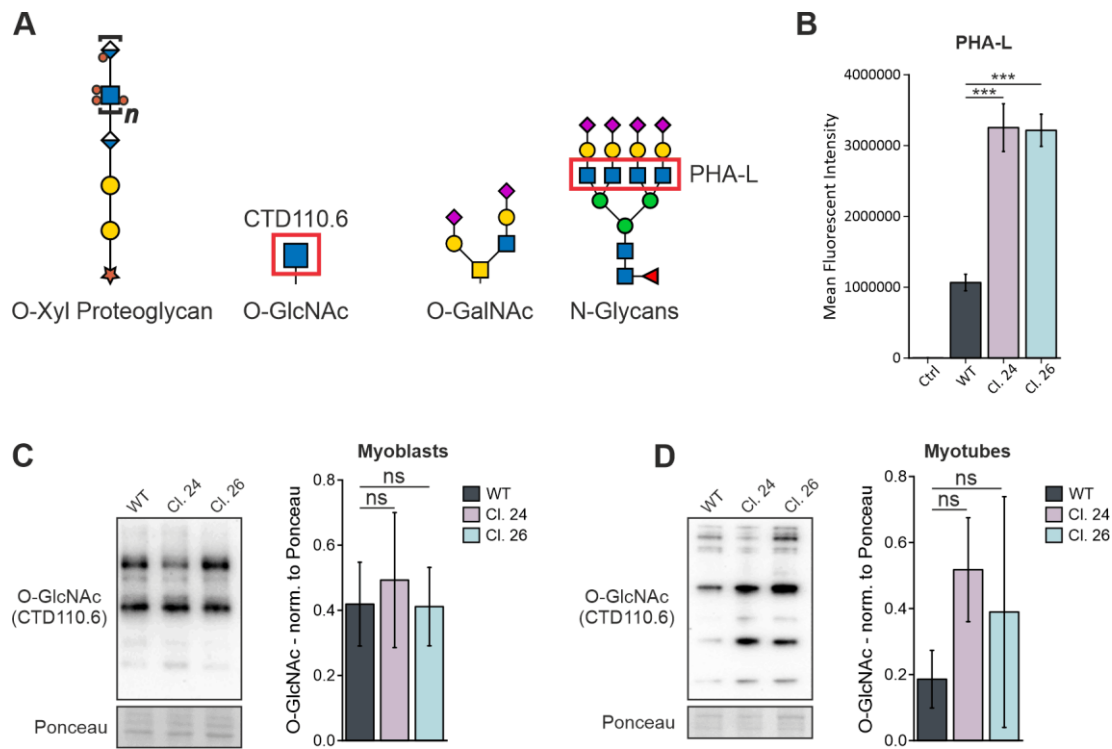 A
n
O-Xyl Proteoglycan
CTD110.6
O-GlcNAc
O-GalNAc
PHA-L
N-Glycans
B
PHA-L
Mean Fluorescent Intensity
4000000
3000000
2000000
1000000
0
***
***
Ctrl
WT
Cl. 24
Cl. 26
C
WT
Cl. 24
Cl. 26
O-GlcNAc
(CTD110.6)
Ponceau
Myoblasts
O-GlcNAc - norm. to Ponceau
0.8
0.6
0.4
0.2
0.0
ns
ns
WT
Cl. 24
Cl. 26
D
WT
Cl. 24
Cl. 26
O-GlcNAc
(CTD110.6)
Ponceau
Myotubes
O-GlcNAc - norm. to Ponceau
0.8
0.6
0.4
0.2
0.0
ns
ns
WT
Cl. 24
Cl. 26